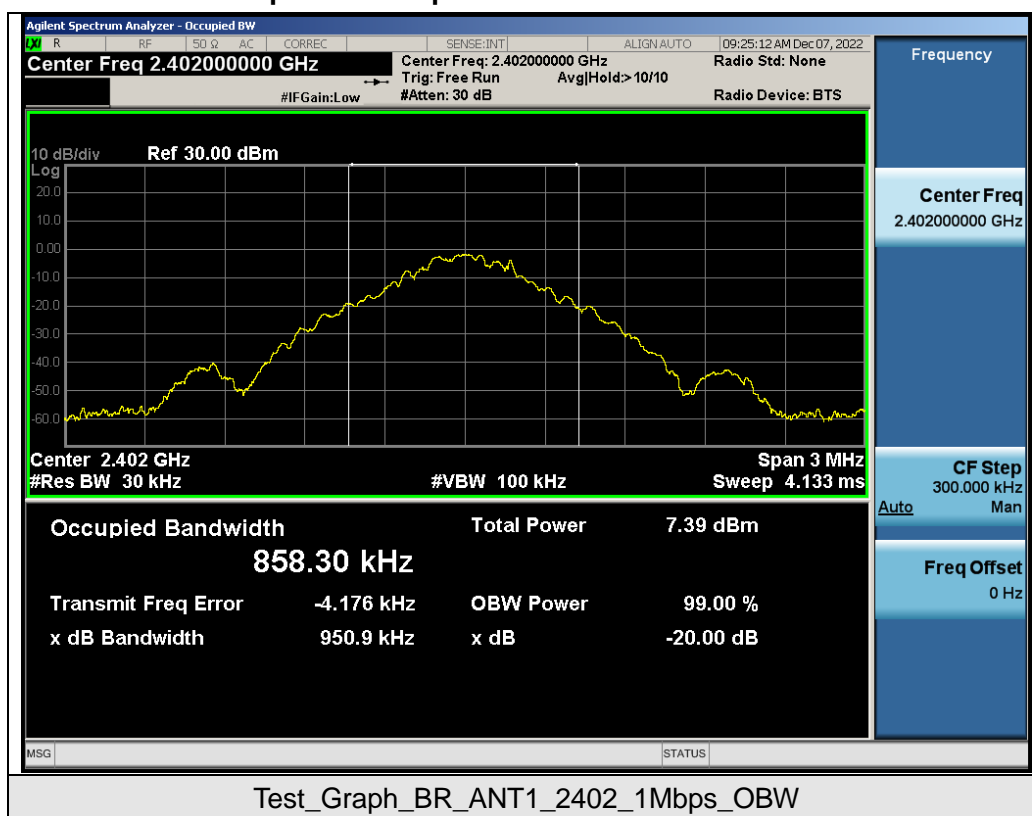 Agilent Spectrum Analyzer - Occupied BW
LXI R RF 50 Ω AC CORREC SENSE:INT ALIGN AUTO 09:25:12 AM Dec 07, 2022
Center Freq 2.402000000 GHz
Center Freq: 2.402000000 GHz Radio Std: None
Trig: Free Run Avg|Hold:> 10/10
#IFGain:Low #Atten: 30 dB Radio Device: BTS
10 dB/div Ref 30.00 dBm
Log
20.0
10.0
0.00
-10.0
-20.0
-30.0
-40.0
-50.0
-60.0
Center 2.402 GHz Span 3 MHz
#Res BW 30 kHz #VBW 100 kHz Sweep 4.133 ms
Occupied Bandwidth Total Power 7.39 dBm
858.30 kHz
Transmit Freq Error -4.176 kHz OBW Power 99.00 %
x dB Bandwidth 950.9 kHz x dB -20.00 dB
MSG STATUS
Frequency
Center Freq
2.402000000 GHz
CF Step
300.000 kHz
Auto Man
Freq Offset
0 Hz
Test_Graph_BR_ANT1_2402_1Mbps_OBW